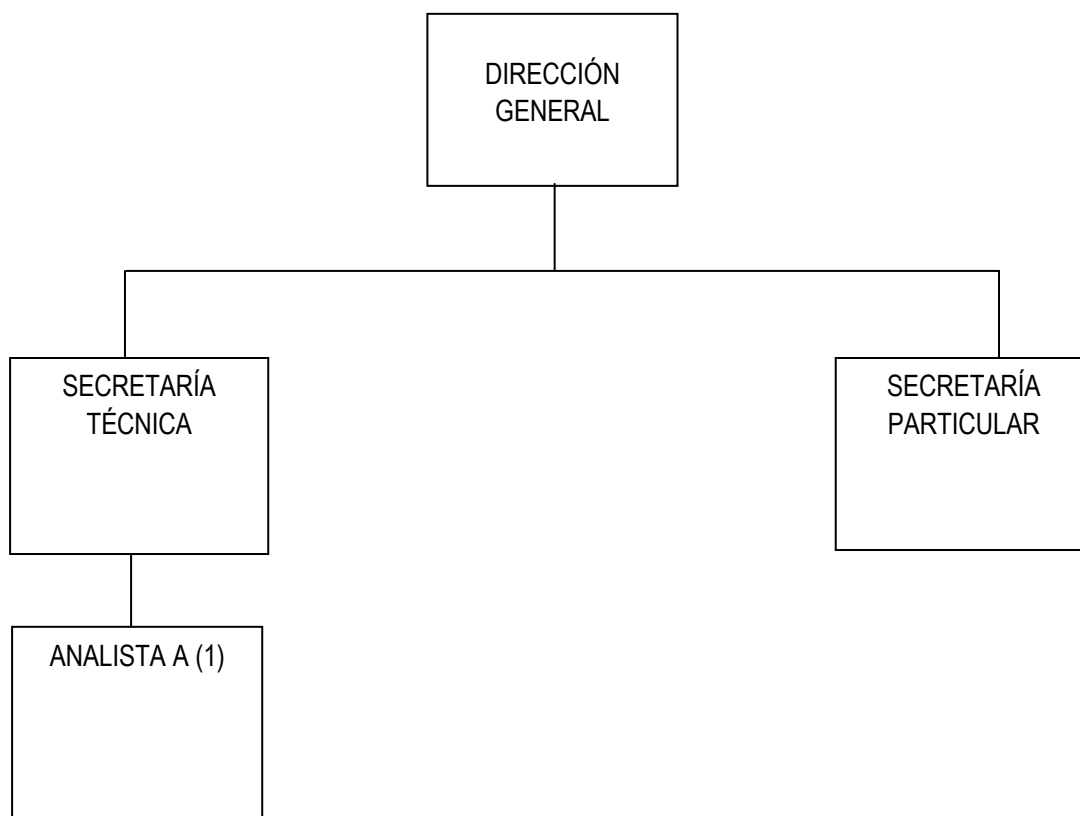 DIRECCIÓN
GENERAL
SECRETARÍA
TÉCNICA
SECRETARÍA
PARTICULAR
ANALISTA A (1)